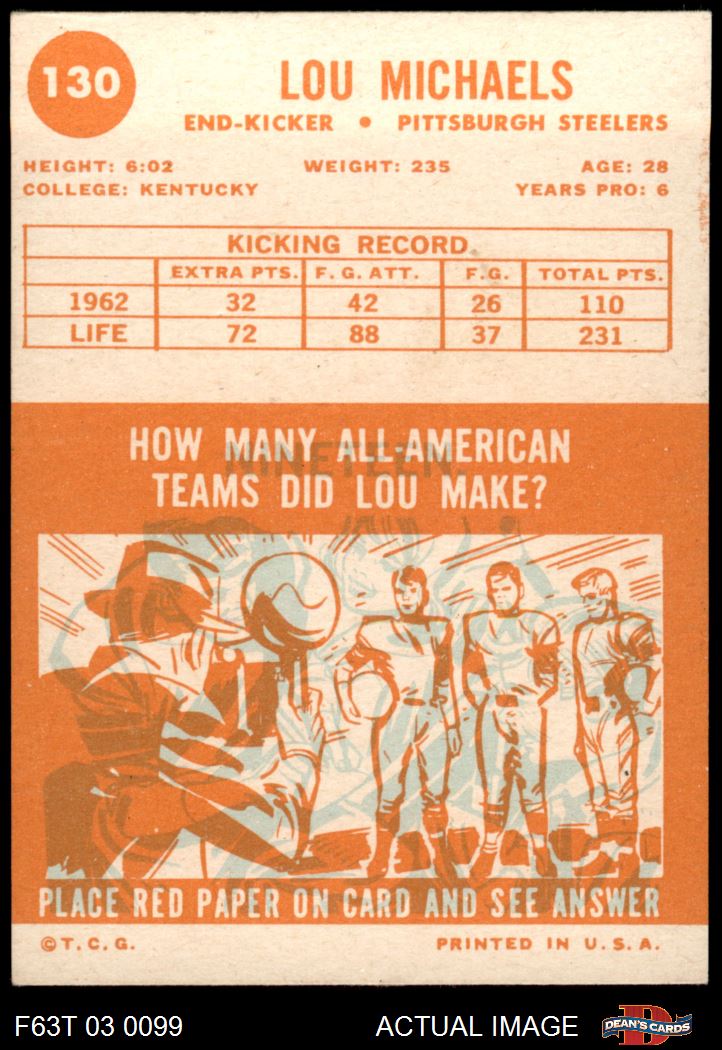 130
LOU MICHAELS
END-KICKER • PITTSBURGH STEELERS
HEIGHT: 6:02 WEIGHT: 235 AGE: 28
COLLEGE: KENTUCKY YEARS PRO: 6
KICKING RECORD
EXTRA PTS. F. G. ATT. F. G. TOTAL PTS.
1962 32 42 26 110
LIFE 72 88 37 231
HOW MANY ALL-AMERICAN
NINETEEN.
TEAMS DID LOU MAKE?
PLACE RED PAPER ON CARD AND SEE ANSWER
©T. C. G. PRINTED IN U. S. A.
F63T 03 0099 ACTUAL IMAGE D DEAN'S CARDS